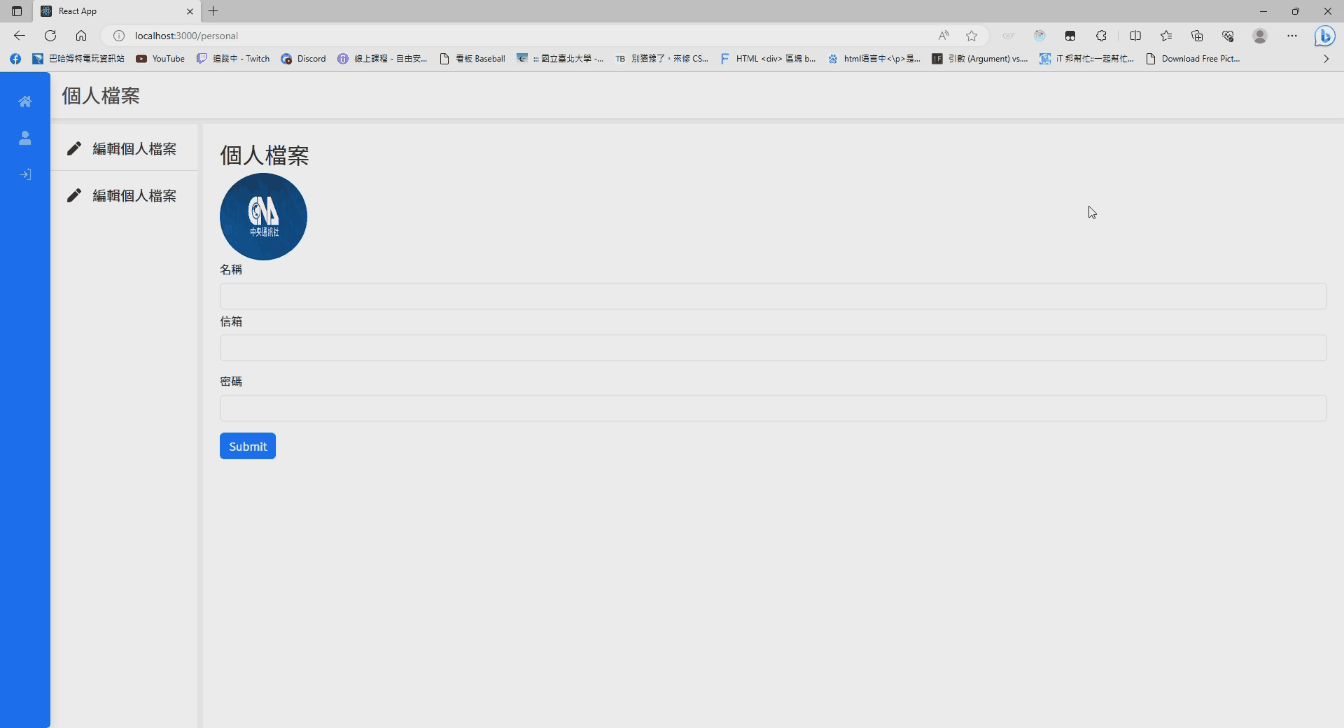 React App
localhost:3000/personal
巴哈姆特電玩資訊站
YouTube
追蹤中 - Twitch
Discord
線上課程 - 自由安...
看板 Baseball
:: 國立臺北大學 -...
TB
別猶豫了，來修 CS...
HTML <div> 區塊 b...
html语言中<\p>是...
引數 (Argument) vs....
iT 邦幫忙::一起幫忙...
Download Free Pict...
個人檔案
編輯個人檔案
編輯個人檔案
個人檔案
CNA
中央通訊社
名稱
信箱
密碼
Submit